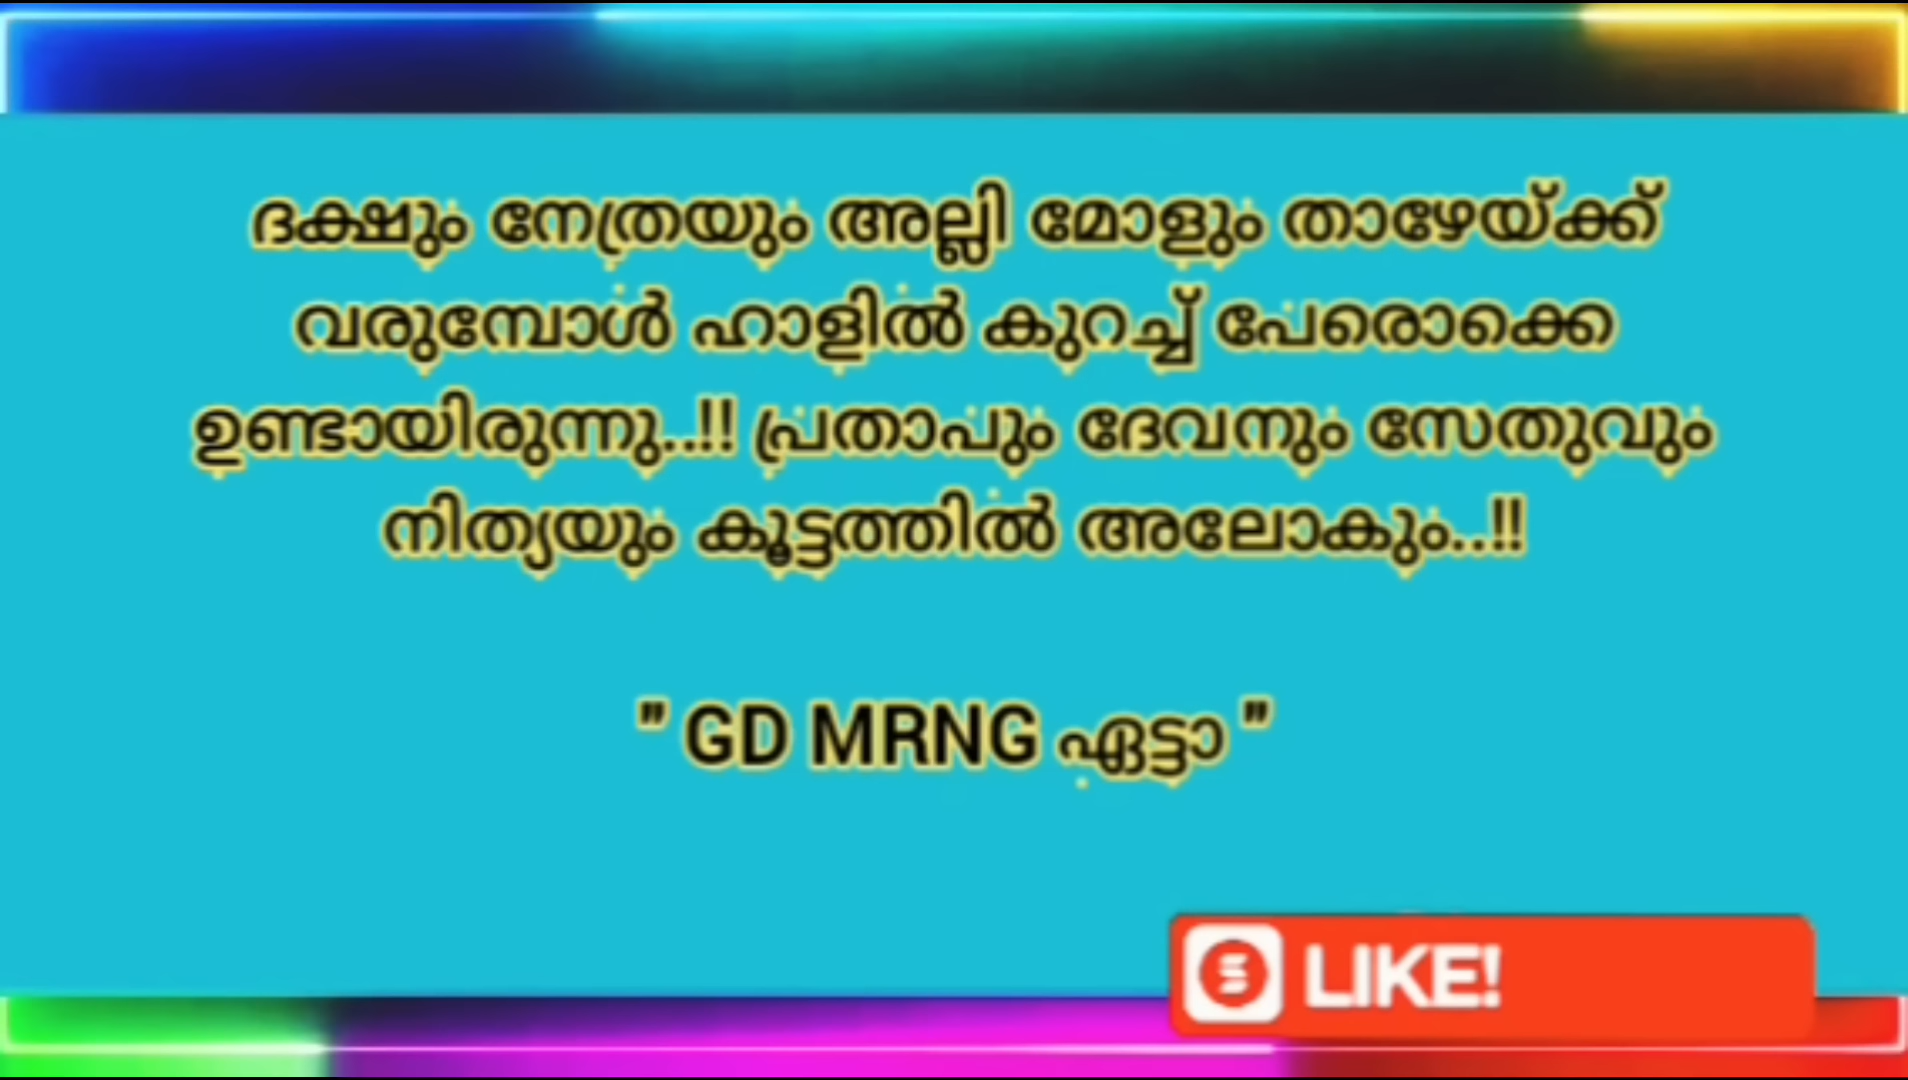 ദക്ഷും നേത്രയും അല്ലി മോളും താഴേയ്ക്ക്
വരുമ്പോൾ ഹാളിൽ കുറച്ച് പേരൊക്കെ
ഉണ്ടായിരുന്നു..!! പ്രതാപും ദേവനും സേതുവും
നിത്യയും കൂട്ടത്തിൽ അലോകും..!!
" GD MRNG ഏട്ടാ "
LIKE!